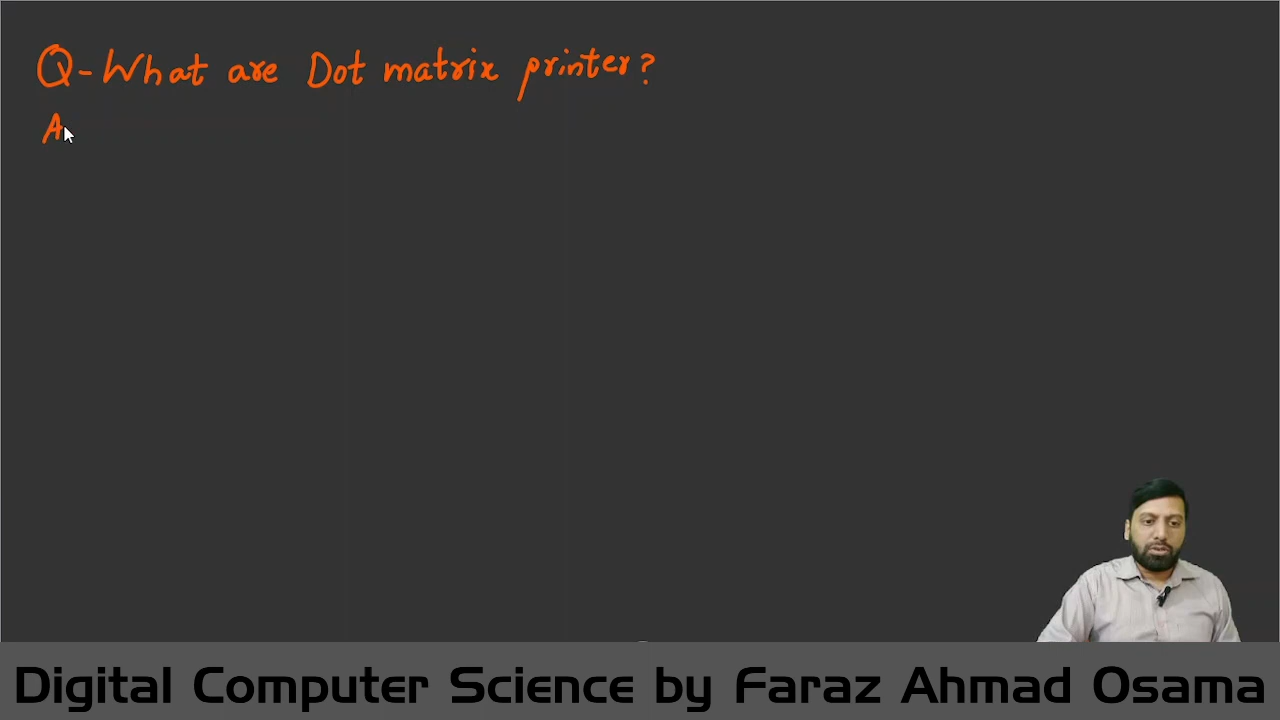 Q- What are Dot matrix printer?
A
Digital Computer Science by Faraz Ahmad Osama